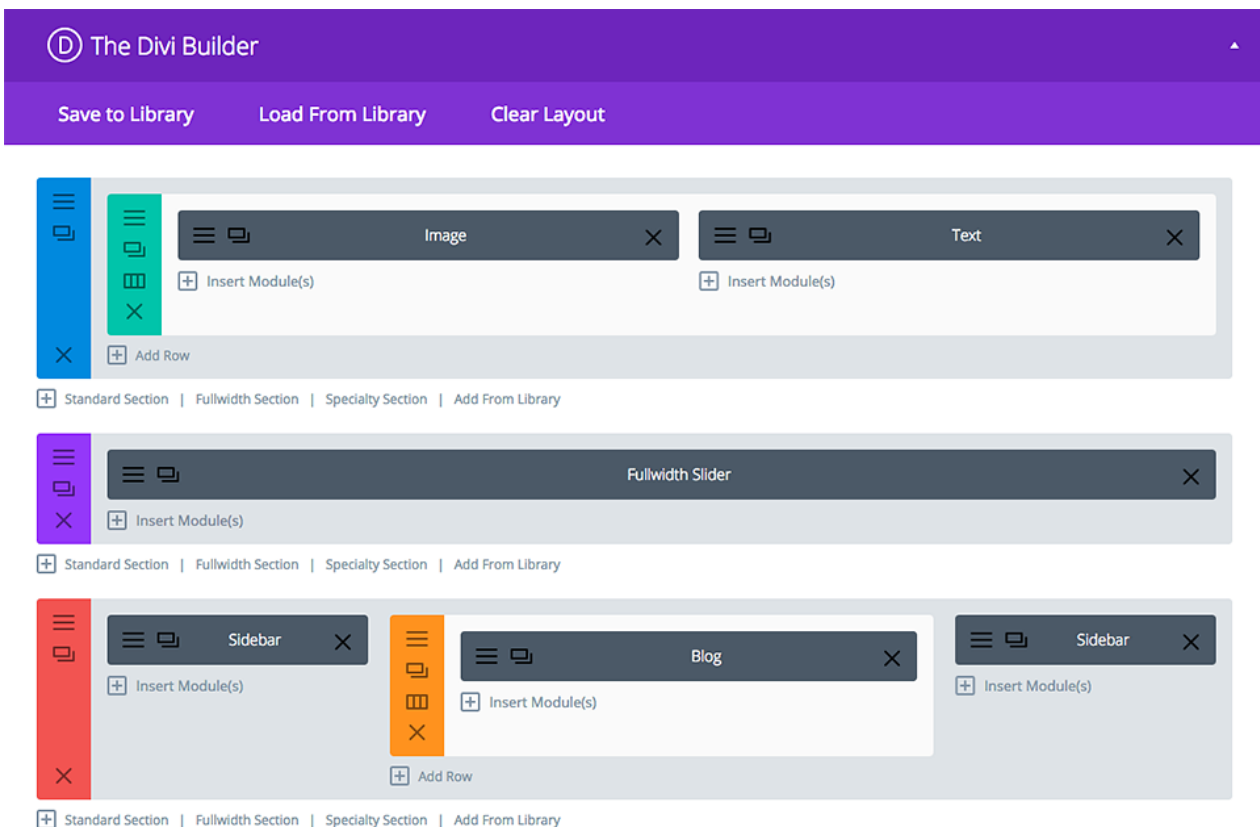 D The Divi Builder
Save to Library Load From Library Clear Layout
Image Text
Insert Module(s) Insert Module(s)
Add Row
Standard Section | Fullwidth Section | Specialty Section | Add From Library
Fullwidth Slider
Insert Module(s)
Standard Section | Fullwidth Section | Specialty Section | Add From Library
Sidebar Blog Sidebar
Insert Module(s) Insert Module(s) Insert Module(s)
Add Row
Standard Section | Fullwidth Section | Specialty Section | Add From Library